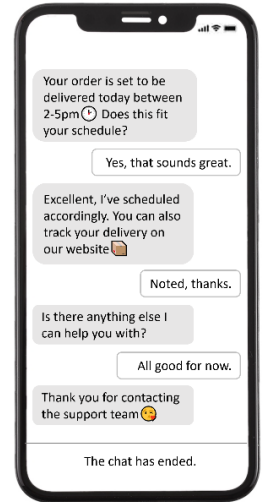 Your order is set to be
delivered today between
2-5pm🕑 Does this fit
your schedule?
Yes, that sounds great.
Excellent, I've scheduled
accordingly. You can also
track your delivery on
our website📦
Noted, thanks.
Is there anything else I
can help you with?
All good for now.
Thank you for contacting
the support team😘
The chat has ended.